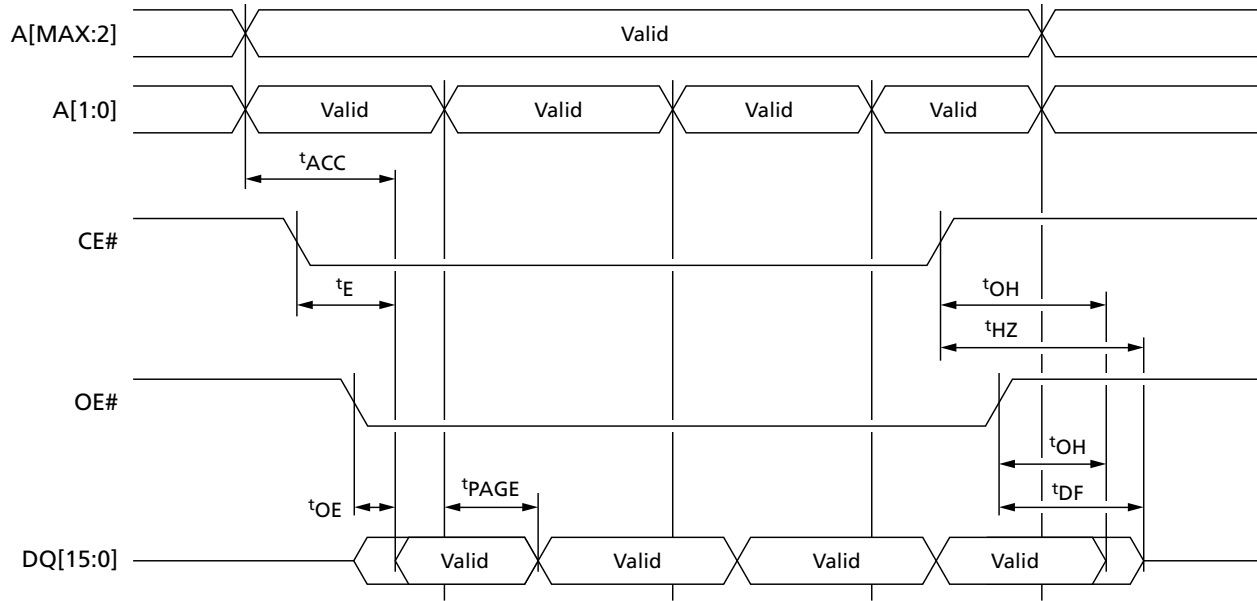 A[MAX:2]
Valid
A[1:0]
Valid
Valid
Valid
Valid
tACC
CE#
tE
tOH
tHZ
OE#
tOH
tPAGE
tDF
tOE
DQ[15:0]
Valid
Valid
Valid
Valid